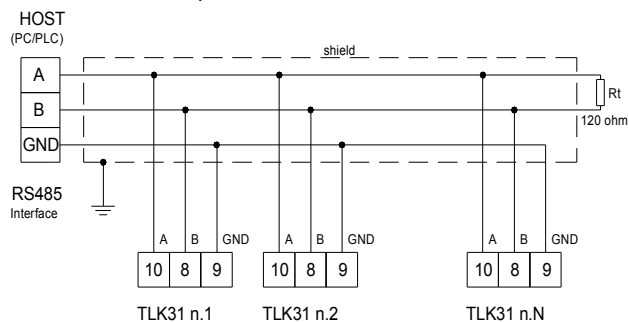 HOST
(PC/PLC)
shield
A
B
GND
Rt
120 ohm
RS485
Interface
A B GND
A B GND
A B GND
10 8 9
10 8 9
10 8 9
TLK31 n.1
TLK31 n.2
TLK31 n.N